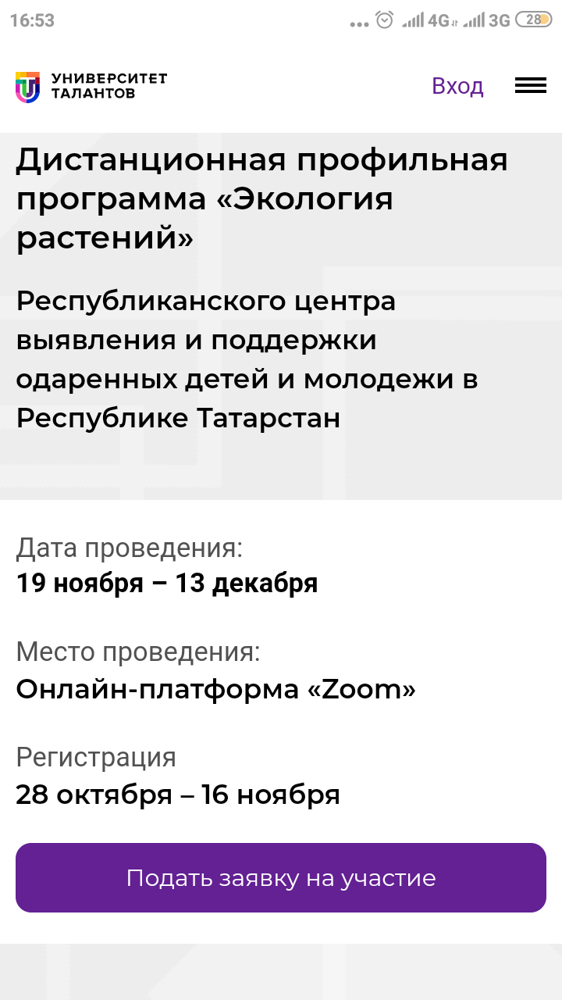 16:53
... 4G 3G 28
УНИВЕРСИТЕТ
ТАЛАНТОВ
Вход
Дистанционная профильная
программа «Экология
растений»
Республиканского центра
выявления и поддержки
одаренных детей и молодежи в
Республике Татарстан
Дата проведения:
19 ноября – 13 декабря
Место проведения:
Онлайн-платформа «Zoom»
Регистрация
28 октября – 16 ноября
Подать заявку на участие